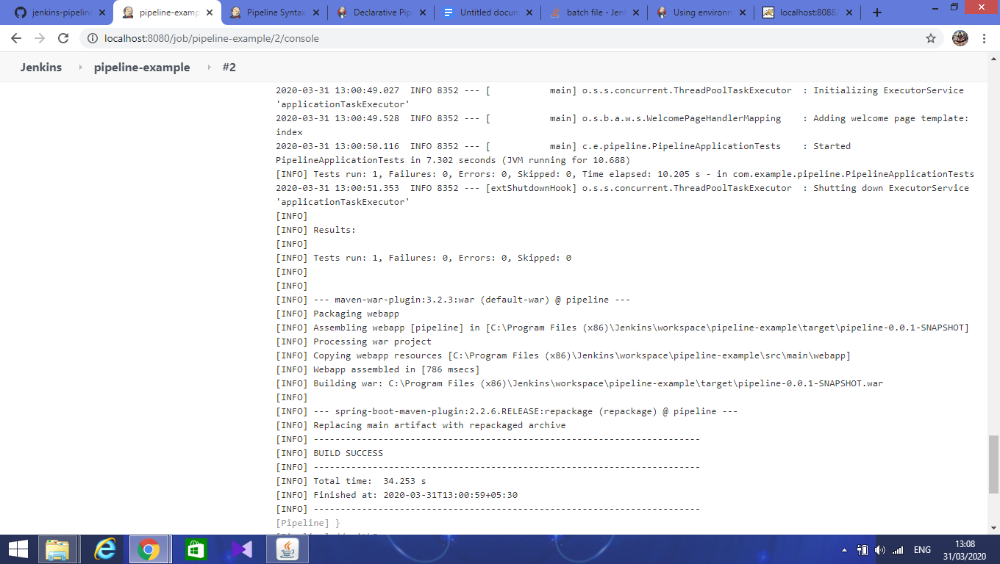 jenkins-pipelin
pipeline-examp
Pipeline Syntax
Declarative Pip
Untitled docum
batch file - Jen
Using environm
localhost:8088/
localhost:8080/job/pipeline-example/2/console
Jenkins
pipeline-example
#2
2020-03-31 13:00:49.027  INFO 8352 --- [           main] o.s.s.concurrent.ThreadPoolTaskExecutor  : Initializing ExecutorService
'applicationTaskExecutor'
2020-03-31 13:00:49.528  INFO 8352 --- [           main] o.s.b.a.w.s.WelcomePageHandlerMapping    : Adding welcome page template:
index
2020-03-31 13:00:50.116  INFO 8352 --- [           main] c.e.pipeline.PipelineApplicationTests    : Started
PipelineApplicationTests in 7.302 seconds (JVM running for 10.688)
[INFO] Tests run: 1, Failures: 0, Errors: 0, Skipped: 0, Time elapsed: 10.205 s - in com.example.pipeline.PipelineApplicationTests
2020-03-31 13:00:51.353  INFO 8352 --- [extShutdownHook] o.s.s.concurrent.ThreadPoolTaskExecutor  : Shutting down ExecutorService
'applicationTaskExecutor'
[INFO]
[INFO] Results:
[INFO]
[INFO] Tests run: 1, Failures: 0, Errors: 0, Skipped: 0
[INFO]
[INFO]
[INFO] --- maven-war-plugin:3.2.3:war (default-war) @ pipeline ---
[INFO] Packaging webapp
[INFO] Assembling webapp [pipeline] in [C:\Program Files (x86)\Jenkins\workspace\pipeline-example\target\pipeline-0.0.1-SNAPSHOT]
[INFO] Processing war project
[INFO] Copying webapp resources [C:\Program Files (x86)\Jenkins\workspace\pipeline-example\src\main\webapp]
[INFO] Webapp assembled in [786 msecs]
[INFO] Building war: C:\Program Files (x86)\Jenkins\workspace\pipeline-example\target\pipeline-0.0.1-SNAPSHOT.war
[INFO]
[INFO] --- spring-boot-maven-plugin:2.2.6.RELEASE:repackage (repackage) @ pipeline ---
[INFO] Replacing main artifact with repackaged archive
[INFO] ------------------------------------------------------------------------
[INFO] BUILD SUCCESS
[INFO] ------------------------------------------------------------------------
[INFO] Total time:  34.253 s
[INFO] Finished at: 2020-03-31T13:00:59+05:30
[INFO] ------------------------------------------------------------------------
[Pipeline] }
ENG
13:08
31/03/2020